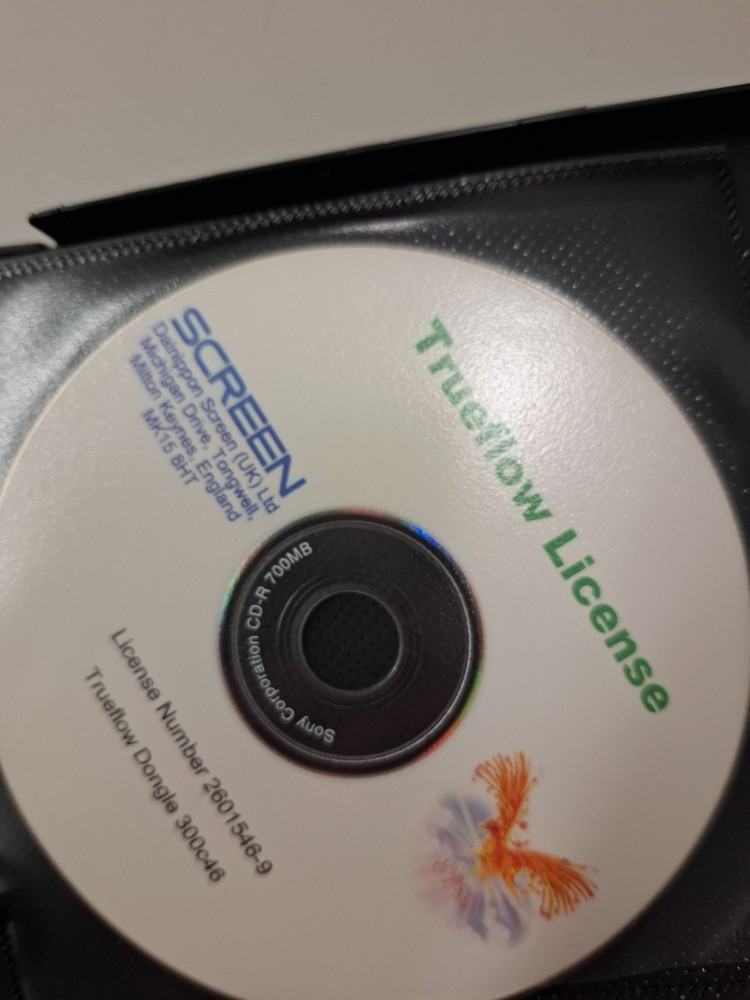 SCREEN
Dainippon Screen (UK) Ltd
Michigan Drive, Tongwell,
Milton Keynes, England
MK15 8HT
Trueflow License
Sony Corporation CD-R 700MB
License Number 2601546-9
Trueflow Dongle 300c46